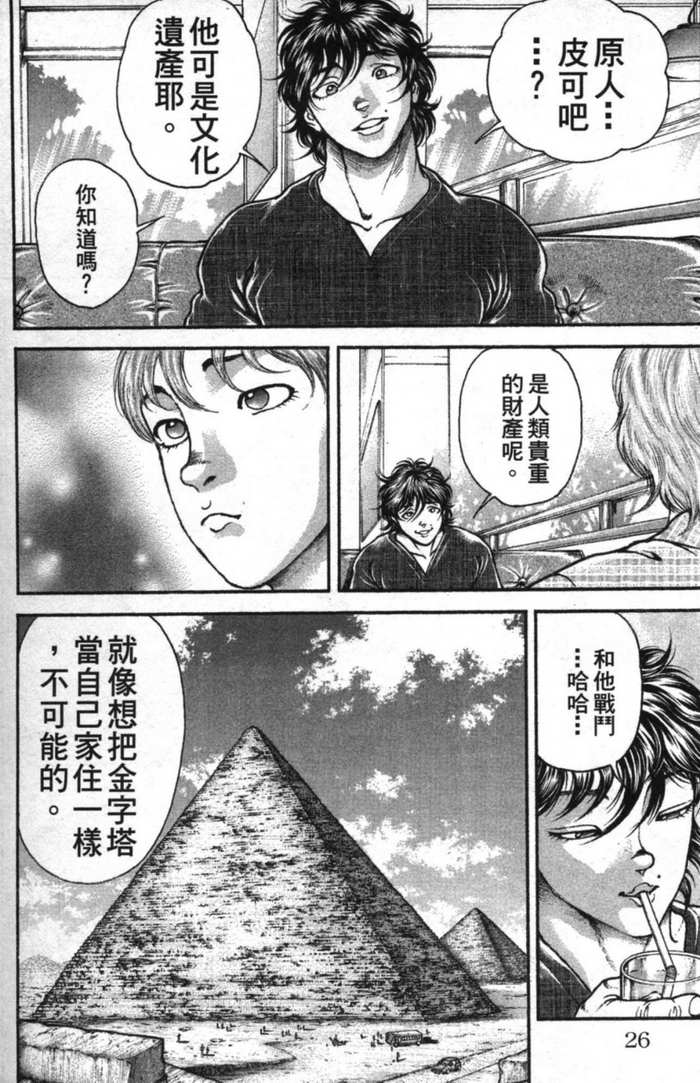 原人⋯
皮可吧
⋯?
他可是文化
遺產耶。
你知道嗎?
是人類貴重
的財產呢。
和他戰鬥
⋯哈哈⋯
就像想把金字塔
當自己家住一樣
，不可能的。
26